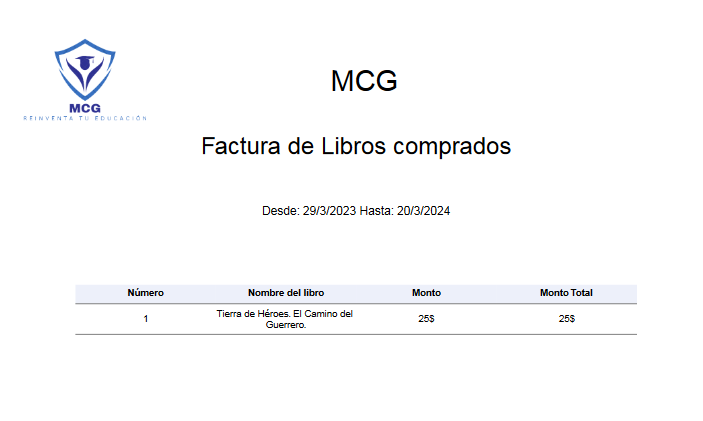 MCG
REINVENTA TU EDUCACIÓN
MCG
Factura de Libros comprados
Desde: 29/3/2023 Hasta: 20/3/2024
Número Nombre del libro Monto Monto Total
1 Tierra de Héroes. El Camino del Guerrero. 25$ 25$